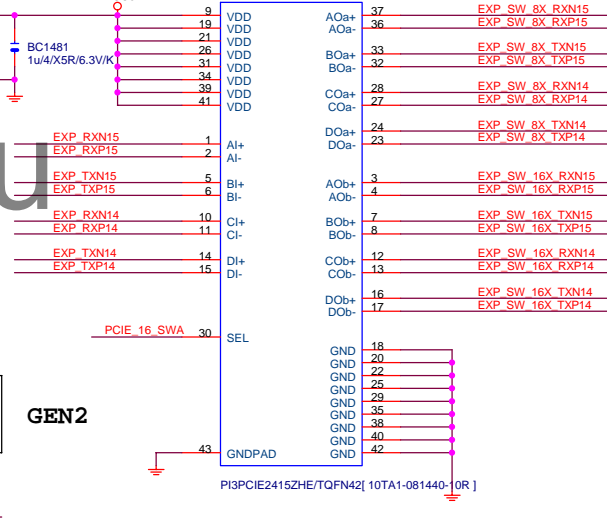 9 VDD AOa+ 37 EXP_SW_8X_RXN15
19 VDD AOa- 36 EXP_SW_8X_RXP15
21 VDD
26 VDD BOa+ 33 EXP_SW_8X_TXN15
31 VDD BOa- 32 EXP_SW_8X_TXP15
34 VDD
39 VDD COa+ 28 EXP_SW_8X_RXN14
41 VDD COa- 27 EXP_SW_8X_RXP14
BC1481
1u/4/X5R/6.3V/K
DOa+ 24 EXP_SW_8X_TXN14
EXP_RXN15 1 AI+ DOa- 23 EXP_SW_8X_TXP14
EXP_RXP15 2 AI-
EXP_TXN15 5 BI+ AOb+ 3 EXP_SW_16X_RXN15
EXP_TXP15 6 BI- AOb- 4 EXP_SW_16X_RXP15
EXP_RXN14 10 CI+ BOb+ 7 EXP_SW_16X_TXN15
EXP_RXP14 11 CI- BOb- 8 EXP_SW_16X_TXP15
EXP_TXN14 14 DI+ COb+ 12 EXP_SW_16X_RXN14
EXP_TXP14 15 DI- COb- 13 EXP_SW_16X_RXP14
DOb+ 16 EXP_SW_16X_TXN14
DOb- 17 EXP_SW_16X_TXP14
PCIE_16_SWA 30 SEL
GND 18
GND 20
GND 22
GND 25
GND 29
GND 35
GND 38
GND 40
43 GNDPAD GND 42
GEN2
PI3PCIE2415ZHE/TQFN42[ 10TA1-081440-10R ]